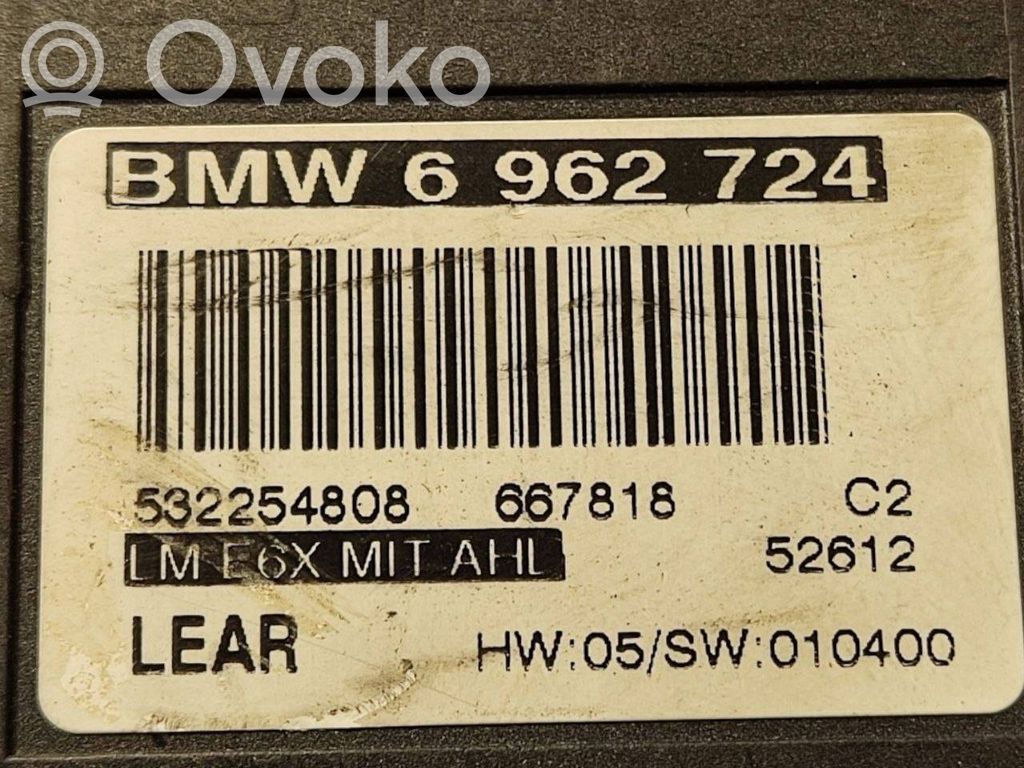 Ovoko
BMW 6 962 724
532254808 667818 C2
LM E6X MIT AHL 52612
LEAR HW:05/SW:010400